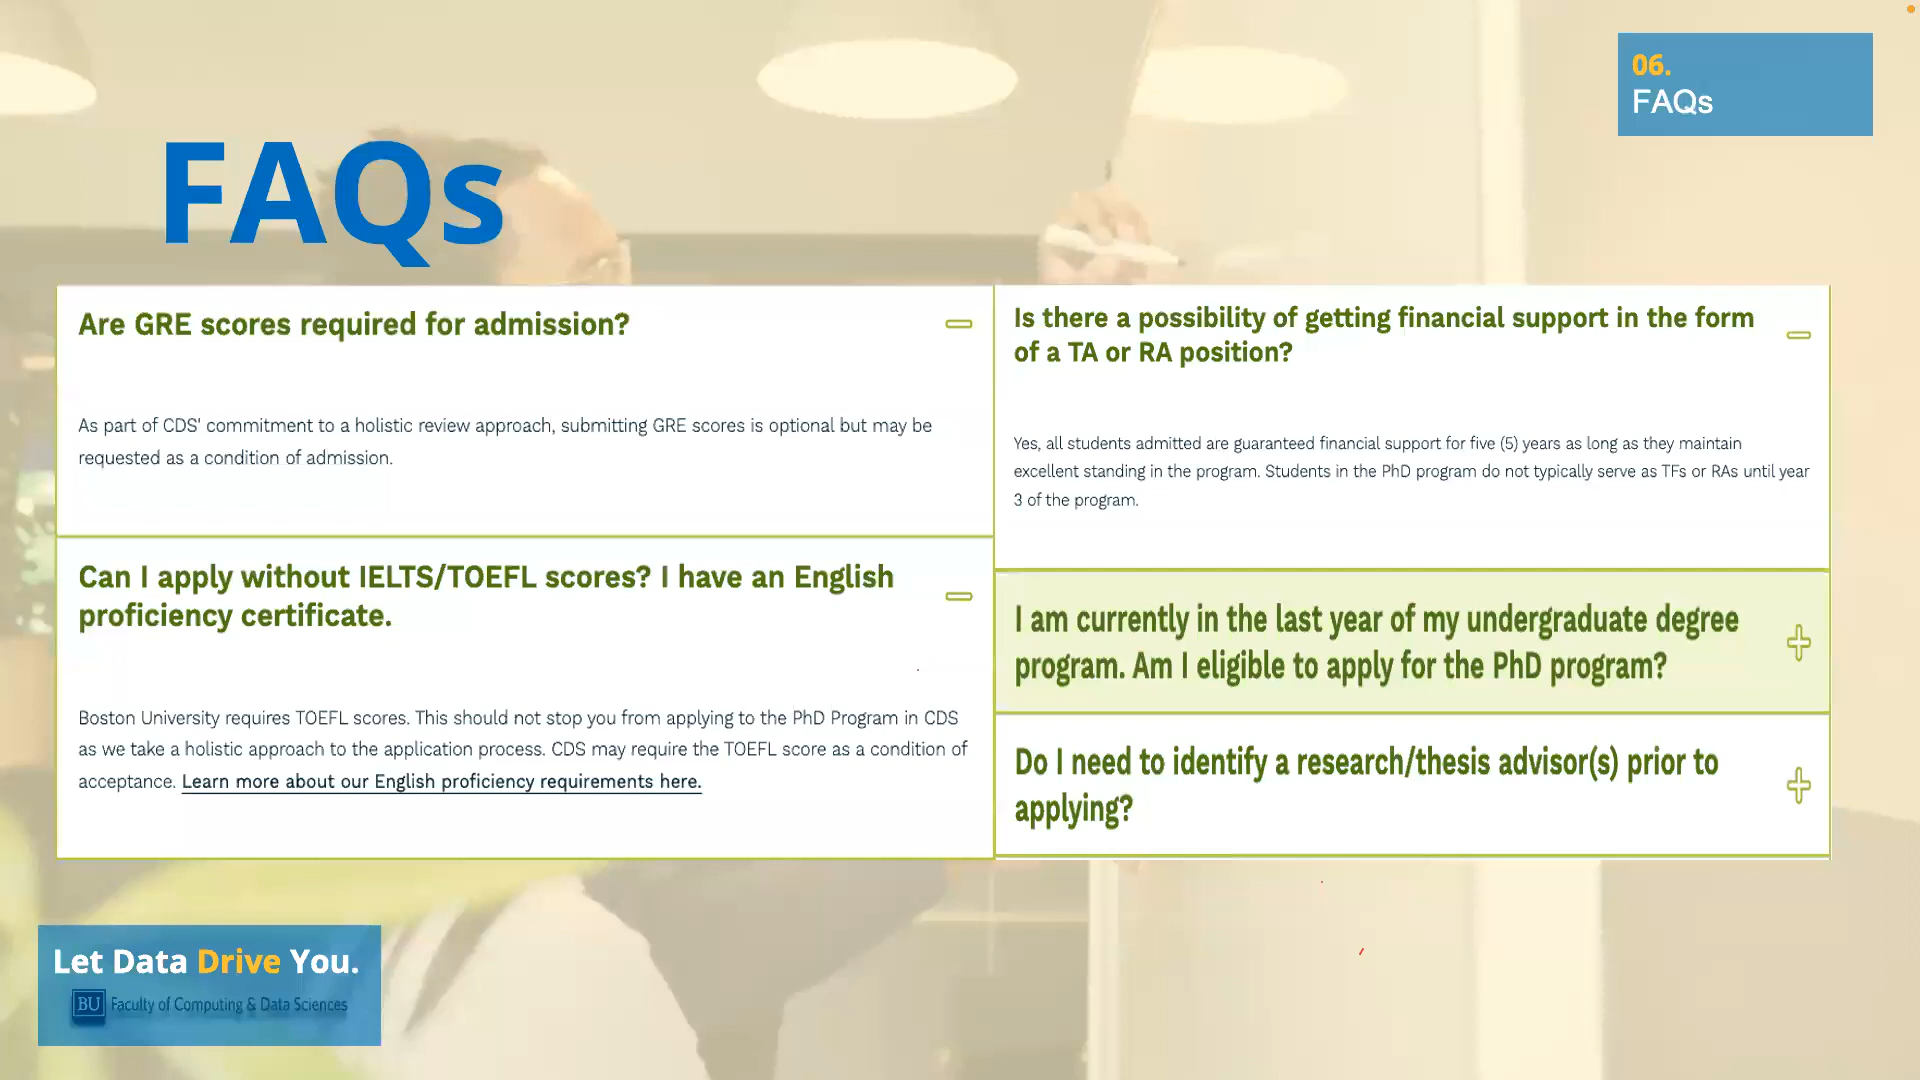 06.
FAQs
FAQs
Are GRE scores required for admission?
As part of CDS' commitment to a holistic review approach, submitting GRE scores is optional but may be
requested as a condition of admission.
Can I apply without IELTS/TOEFL scores? I have an English
proficiency certificate.
Boston University requires TOEFL scores. This should not stop you from applying to the PhD Program in CDS
as we take a holistic approach to the application process. CDS may require the TOEFL score as a condition of
acceptance. Learn more about our English proficiency requirements here.
Is there a possibility of getting financial support in the form
of a TA or RA position?
Yes, all students admitted are guaranteed financial support for five (5) years as long as they maintain
excellent standing in the program. Students in the PhD program do not typically serve as TFs or RAs until year
3 of the program.
I am currently in the last year of my undergraduate degree
program. Am I eligible to apply for the PhD program?
Do I need to identify a research/thesis advisor(s) prior to
applying?
Let Data Drive You.
BU Faculty of Computing & Data Sciences